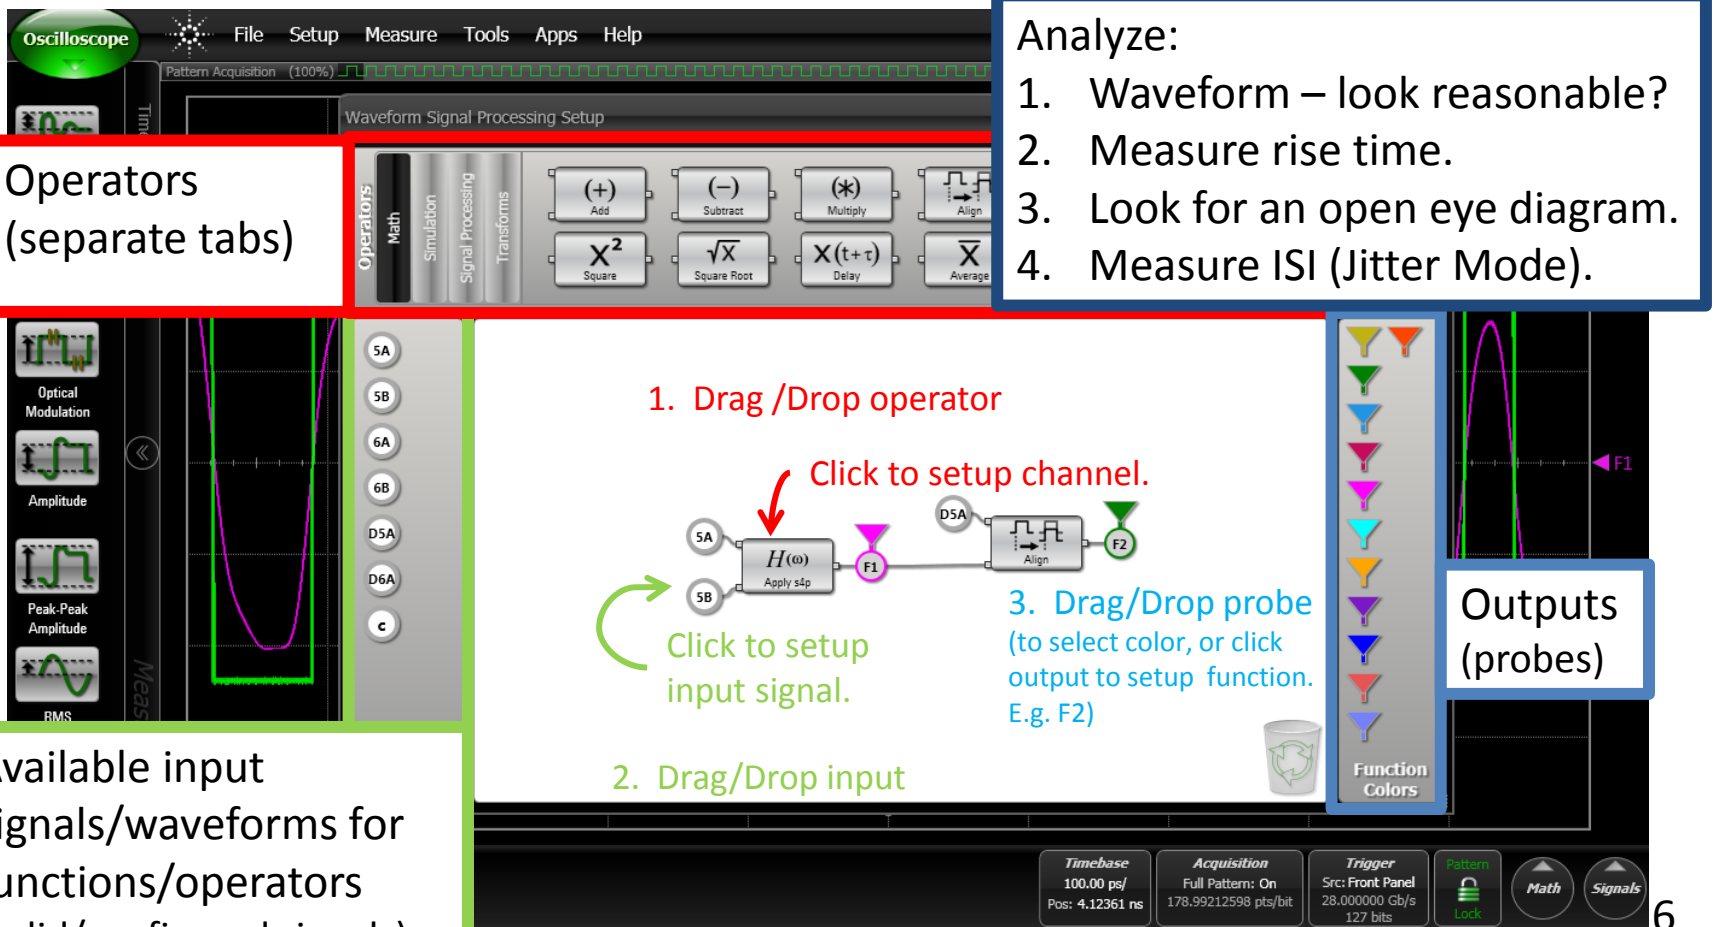 Oscilloscope
File Setup Measure Tools Apps Help
Pattern Acquisition (100%)
Waveform Signal Processing Setup
Analyze:
1. Waveform – look reasonable?
2. Measure rise time.
3. Look for an open eye diagram.
4. Measure ISI (Jitter Mode).
Operators
(separate tabs)
Operators
Math
Simulation
Signal Processing
Transforms
(+) (−) (*)
Add Subtract Multiply Align
X² √X X(t+τ) X̅
Square Square Root Delay Average
Time
Optical
Modulation
Amplitude
Peak-Peak
Amplitude
RMS
Meas
5A
5B
6A
6B
D5A
D6A
C
1. Drag /Drop operator
Click to setup channel.
5A
5B
H(ω)
Apply s4p
F1
D5A
Align
F2
Click to setup
input signal.
3. Drag/Drop probe
(to select color, or click
output to setup function.
E.g. F2)
2. Drag/Drop input
Function
Colors
F1
Outputs
(probes)
vailable input
ignals/waveforms for
unctions/operators
Timebase
100.00 ps/
Pos: 4.12361 ns
Acquisition
Full Pattern: On
178.99212598 pts/bit
Trigger
Src: Front Panel
28.000000 Gb/s
127 bits
Pattern
Lock
Math
Signals
6